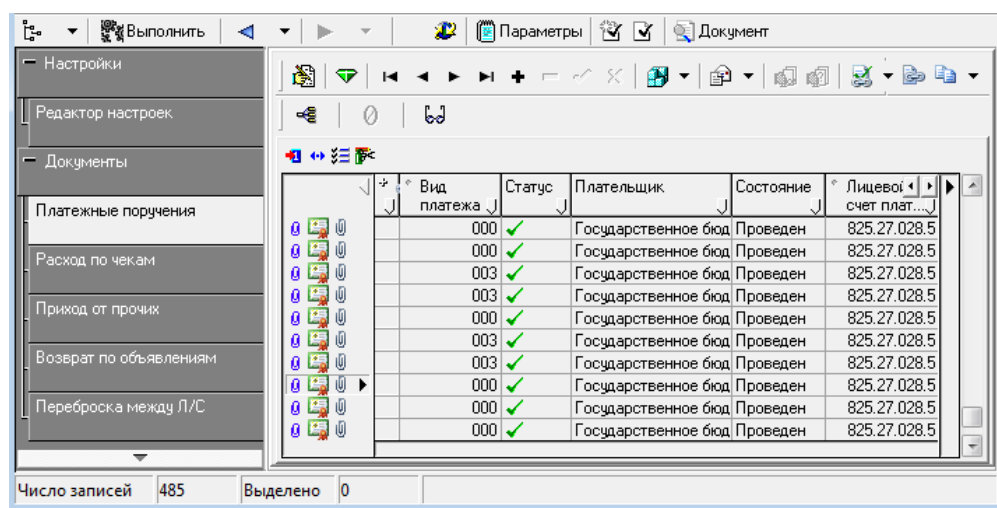 Выполнить Параметры Документ
Настройки
Редактор настроек
Документы
Платежные поручения
Расход по чекам
Приход от прочих
Возврат по объявлениям
Переброска между Л/С
Вид Статус Плательщик Состояние Лицевой
платежа счет плат...
000 Государственное бюд Проведен 825.27.028.5
000 Государственное бюд Проведен 825.27.028.5
003 Государственное бюд Проведен 825.27.028.5
003 Государственное бюд Проведен 825.27.028.5
000 Государственное бюд Проведен 825.27.028.5
003 Государственное бюд Проведен 825.27.028.5
003 Государственное бюд Проведен 825.27.028.5
000 Государственное бюд Проведен 825.27.028.5
000 Государственное бюд Проведен 825.27.028.5
000 Государственное бюд Проведен 825.27.028.5
Число записей 485 Выделено 0